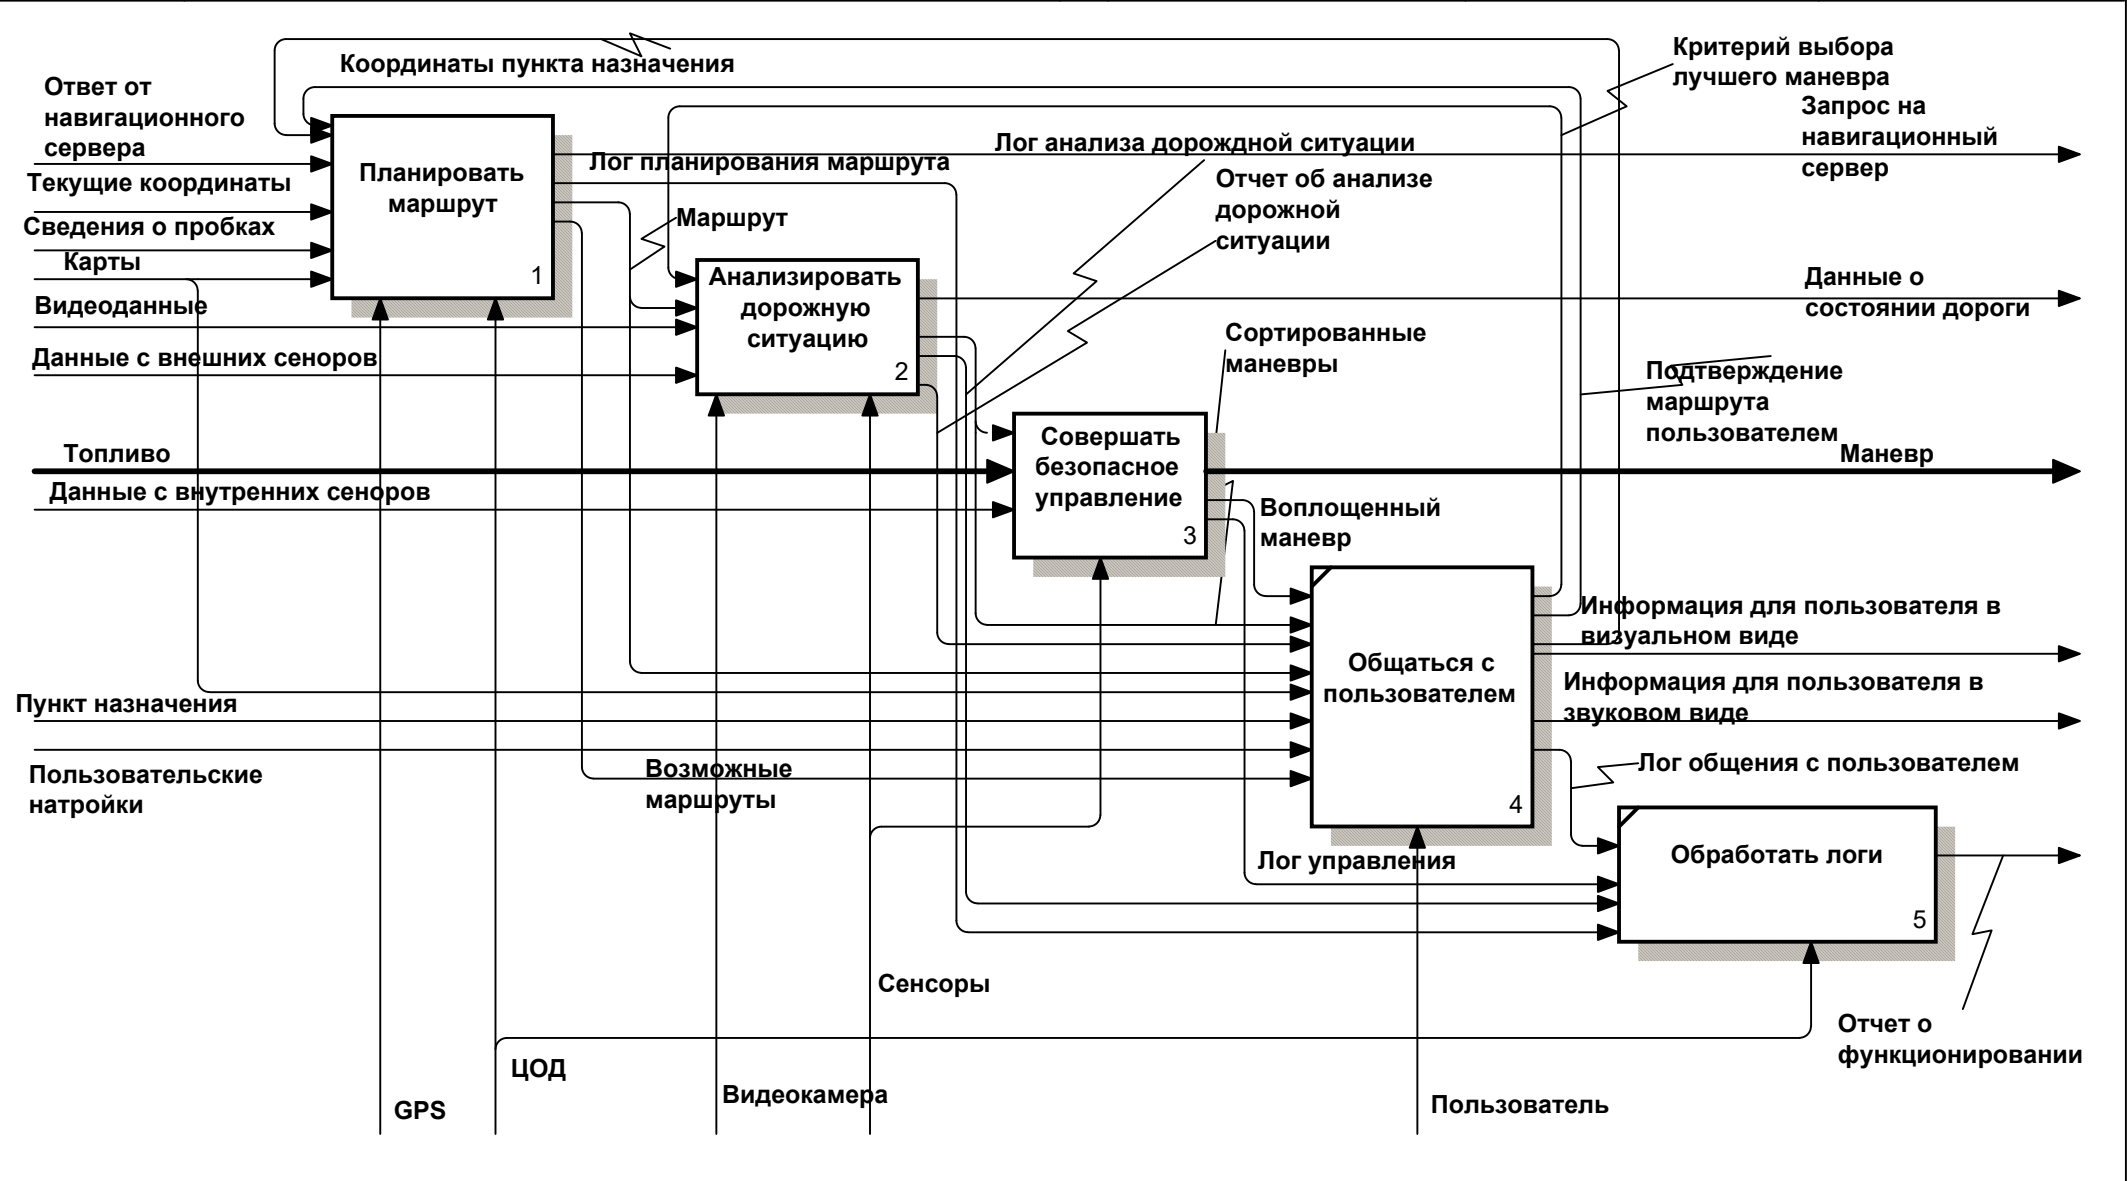 Координаты пункта назначения
Критерий выбора
лучшего маневра
Ответ от
навигационного
сервера
Запрос на
навигационный
сервер
Лог анализа дорождной ситуации
Лог планирования маршрута
Планировать
маршрут
1
Текущие координаты
Отчет об анализе
дорожной
ситуации
Маршрут
Сведения о пробках
Карты
Анализировать
дорожную
ситуацию
2
Данные о
состоянии дороги
Видеоданные
Сортированные
маневры
Данные с внешних сеноров
Подтверждение
маршрута
пользователем
Совершать
безопасное
управление
3
Топливо
Маневр
Данные с внутренних сеноров
Воплощенный
маневр
Информация для пользователя в
визуальном виде
Общаться с
пользователем
4
Информация для пользователя в
звуковом виде
Пункт назначения
Пользовательские
натройки
Возможные
маршруты
Лог общения с пользователем
Лог управления
Обработать логи
5
Сенсоры
Отчет о
функционировании
ЦОД
Видеокамера
GPS
Пользователь